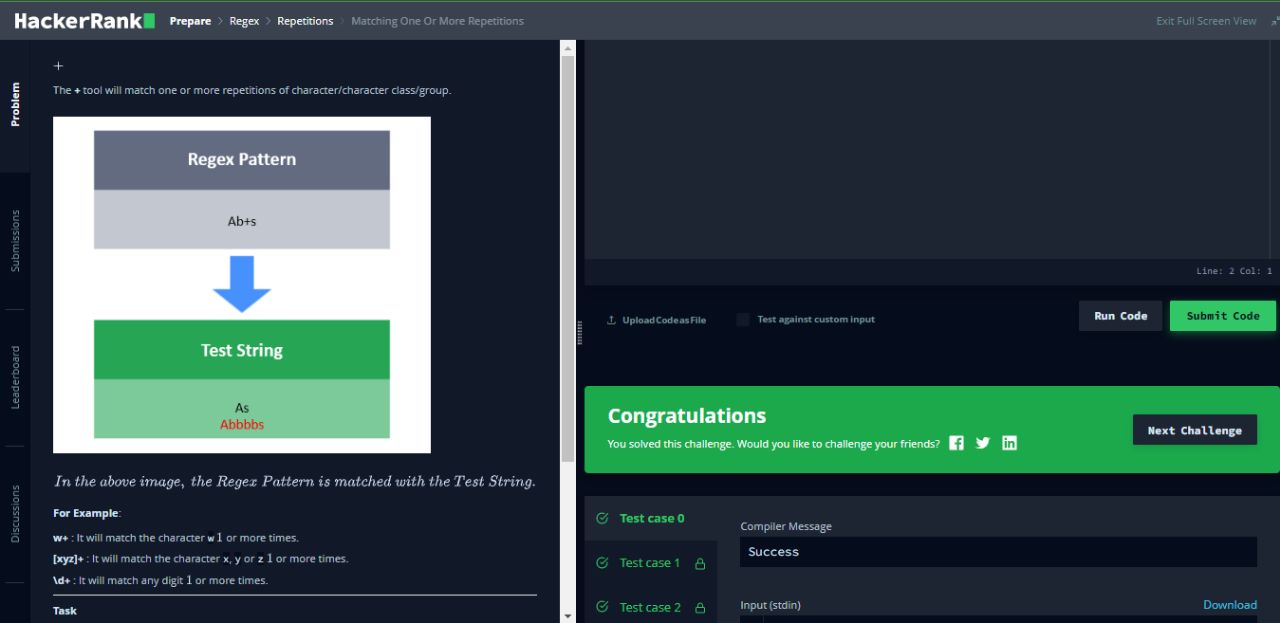 HackerRank Prepare > Regex > Repetitions > Matching One Or More Repetitions Exit Full Screen View
Problem
Submissions
Leaderboard
Discussions
+
The + tool will match one or more repetitions of character/character class/group.
Regex Pattern
Ab+s
Test String
As
Abbbbs
In the above image, the Regex Pattern is matched with the Test String.
For Example:
w+ : It will match the character w 1 or more times.
[xyz]+ : It will match the character x, y or z 1 or more times.
\d+ : It will match any digit 1 or more times.
Task
Line: 2 Col: 1
Upload Code as File
Test against custom input
Run Code
Submit Code
Congratulations
You solved this challenge. Would you like to challenge your friends?
Next Challenge
Test case 0
Test case 1
Test case 2
Compiler Message
Success
Input (stdin)
Download